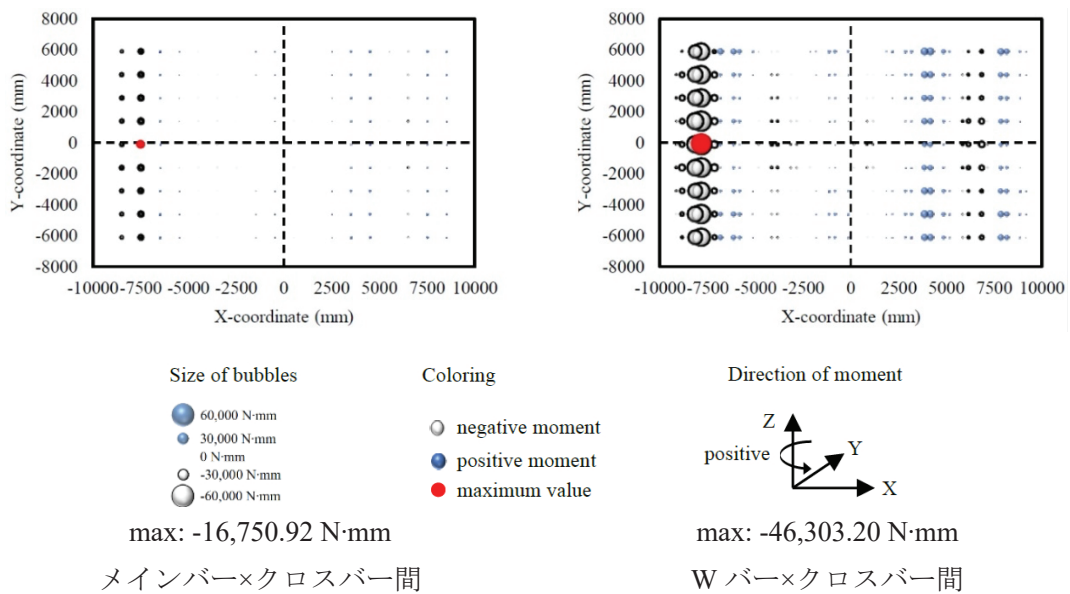 8000
6000
4000
2000
0
-2000
-4000
-6000
-8000
Y-coordinate (mm)
-10000 -7500 -5000 -2500 0 2500 5000 7500 10000
X-coordinate (mm)
8000
6000
4000
2000
0
-2000
-4000
-6000
-8000
Y-coordinate (mm)
-10000 -7500 -5000 -2500 0 2500 5000 7500 10000
X-coordinate (mm)
Size of bubbles
60,000 N·mm
30,000 N·mm
0 N·mm
-30,000 N·mm
-60,000 N·mm
Coloring
negative moment
positive moment
maximum value
Direction of moment
Z
positive
Y
X
max: -16,750.92 N·mm
メインバー×クロスバー間
max: -46,303.20 N·mm
W バー×クロスバー間